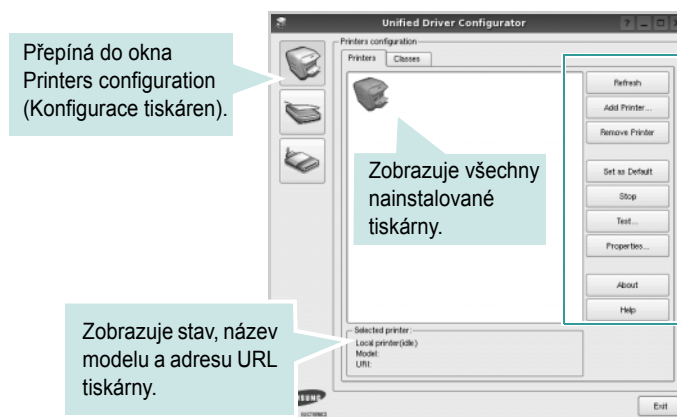 Unified Driver Configurator
Přepíná do okna
Printers configuration
(Konfigurace tiskáren).
Printers configuration
Printers
Classes
Refresh
Add Printer...
Remove Printer
Set as Default
Stop
Test...
Properties...
About
Help
Zobrazuje všechny
nainstalované
tiskárny.
Zobrazuje stav, název
modelu a adresu URL
tiskárny.
Selected printer:
Local printer(idle)
Model:
URI:
Exit